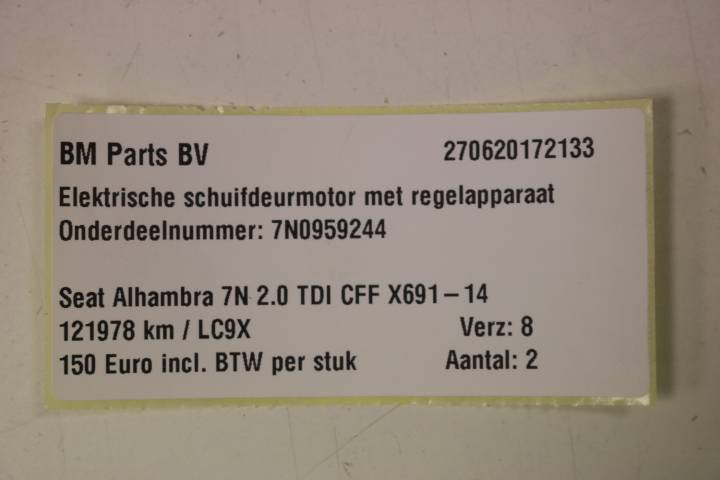 BM Parts BV 270620172133
Elektrische schuifdeurmotor met regelapparaat
Onderdeelnummer: 7N0959244
Seat Alhambra 7N 2.0 TDI CFF X691-14
121978 km / LC9X Verz: 8
150 Euro incl. BTW per stuk Aantal: 2